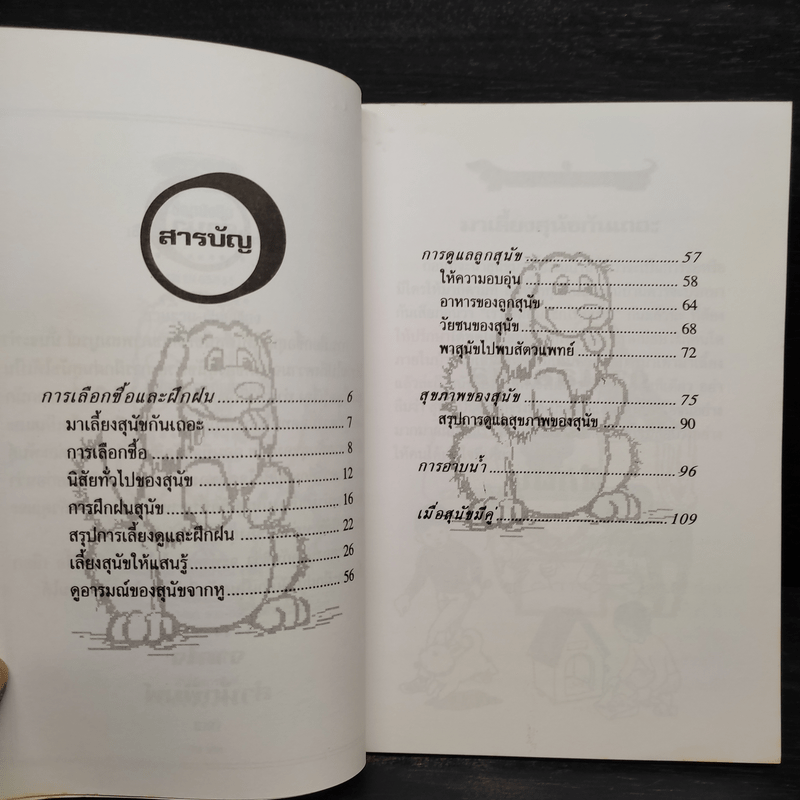 สารบัญ
การเลือกซื้อและฝึกฝน 6
มาเลี้ยงสุนัขกันเถอะ 7
การเลือกซื้อ 8
นิสัยทั่วไปของสุนัข 12
การฝึกฝนสุนัข 16
สรุปการเลี้ยงดูและฝึกฝน 22
เลี้ยงสุนัขให้แสนรู้ 26
ดูอารมณ์ของสุนัขจากหู 56
การดูแลลูกสุนัข 57
ให้ความอบอุ่น 58
อาหารของลูกสุนัข 64
วัยซนของสุนัข 68
พาสุนัขไปพบสัตวแพทย์ 72
สุขภาพของสุนัข 75
สรุปการดูแลสุขภาพของสุนัข 90
การอาบน้ำ 96
เมื่อสุนัขมีคู่ 109